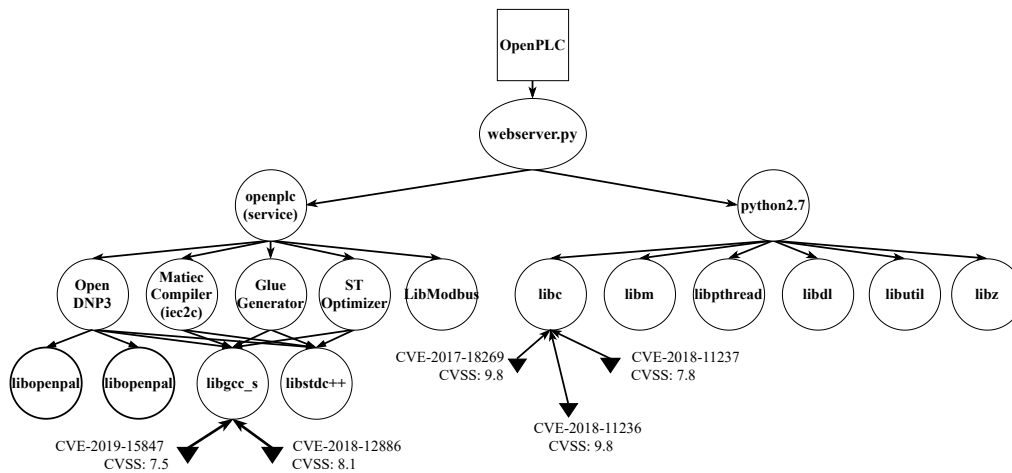 OpenPLC
webserver.py
openplc
(service)
python2.7
Open
DNP3
Matiec
Compiler
(iec2c)
Glue
Generator
ST
Optimizer
LibModbus
libc
libm
libpthread
libdl
libutil
libz
libopenpal
libopenpal
libgcc_s
libstdc++
CVE-2017-18269
CVSS: 9.8
CVE-2018-11237
CVSS: 7.8
CVE-2018-11236
CVSS: 9.8
CVE-2019-15847
CVSS: 7.5
CVE-2018-12886
CVSS: 8.1